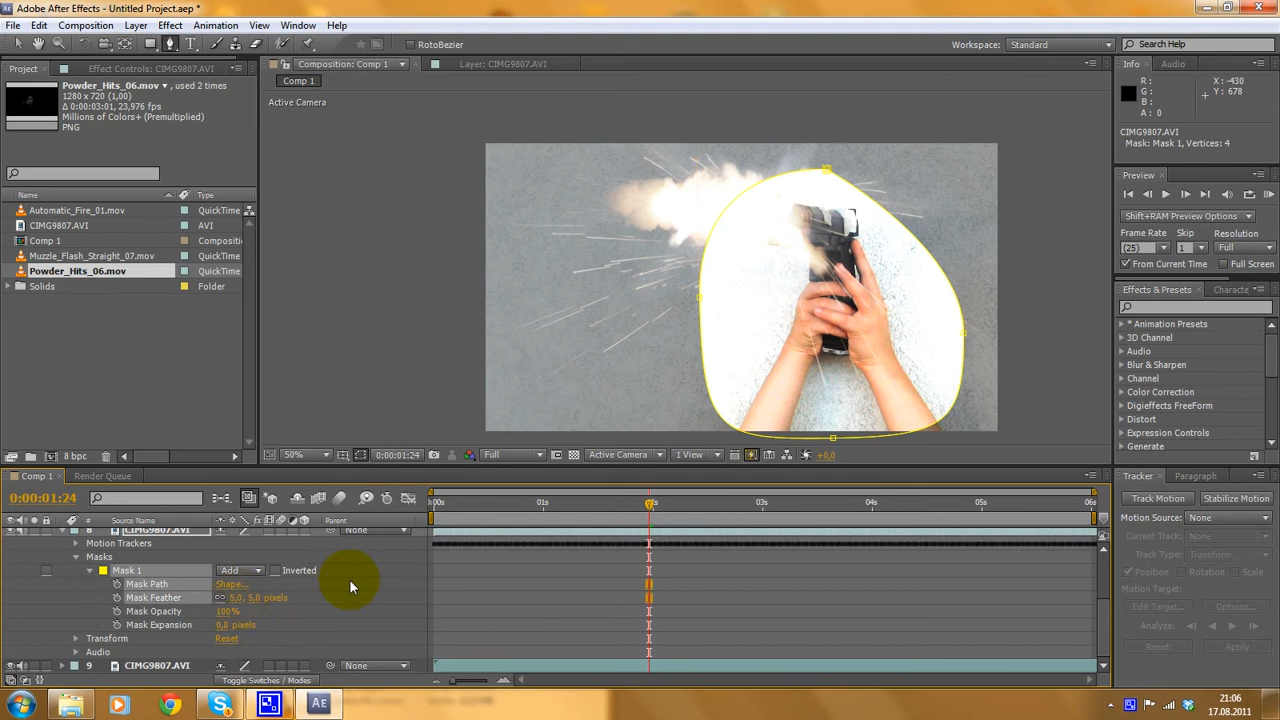 Adobe After Effects - Untitled Project.aep *
File Edit Composition Layer Effect Animation View Window Help
RotoBezier
Workspace: Standard
Search Help
Project
Effect Controls: CIMG9807.AVI
Composition: Comp 1
Layer: CIMG9807.AVI
Info
Audio
Powder_Hits_06.mov ▾, used 2 times
1280 x 720 (1,00)
Δ 0:00:03:01, 23,976 fps
Millions of Colors+ (Premultiplied)
PNG
Comp 1
Active Camera
R :
G :
B :
A : 0
X : -430
Y : 678
CIMG9807.AVI
Mask: Mask 1, Vertices: 4
Preview
Name
Type
Automatic_Fire_01.mov QuickTime
CIMG9807.AVI AVI
Comp 1 Compositi
Muzzle_Flash_Straight_07.mov QuickTime
Powder_Hits_06.mov QuickTime
Solids Folder
Shift+RAM Preview Options
Frame Rate Skip Resolution
(25) 1 Full
From Current Time Full Screen
Effects & Presets
Characte
* Animation Presets
3D Channel
Audio
Blur & Sharpen
Channel
Color Correction
Digieffects FreeForm
Distort
Expression Controls
Generate
8 bpc
50%
0:00:01:24
Full
Active Camera
1 View
+0,0
Comp 1
Render Queue
0:00:01:24
:00s 01s 03s 04s 05s 06s
# Source Name Parent
8 CIMG9807.AVI None
Motion Trackers
Masks
Mask 1 Add Inverted
Mask Path Shape...
Mask Feather 5,0, 5,0 pixels
Mask Opacity 100%
Mask Expansion 0,0 pixels
Transform Reset
Audio
9 CIMG9807.AVI None
Toggle Switches / Modes
Tracker
Paragraph
Track Motion
Stabilize Motion
Motion Source: None
Current Track: None
Track Type: Transform
Position Rotation Scale
Motion Target:
Edit Target... Options...
Analyze:
Reset Apply
21:06
17.08.2011